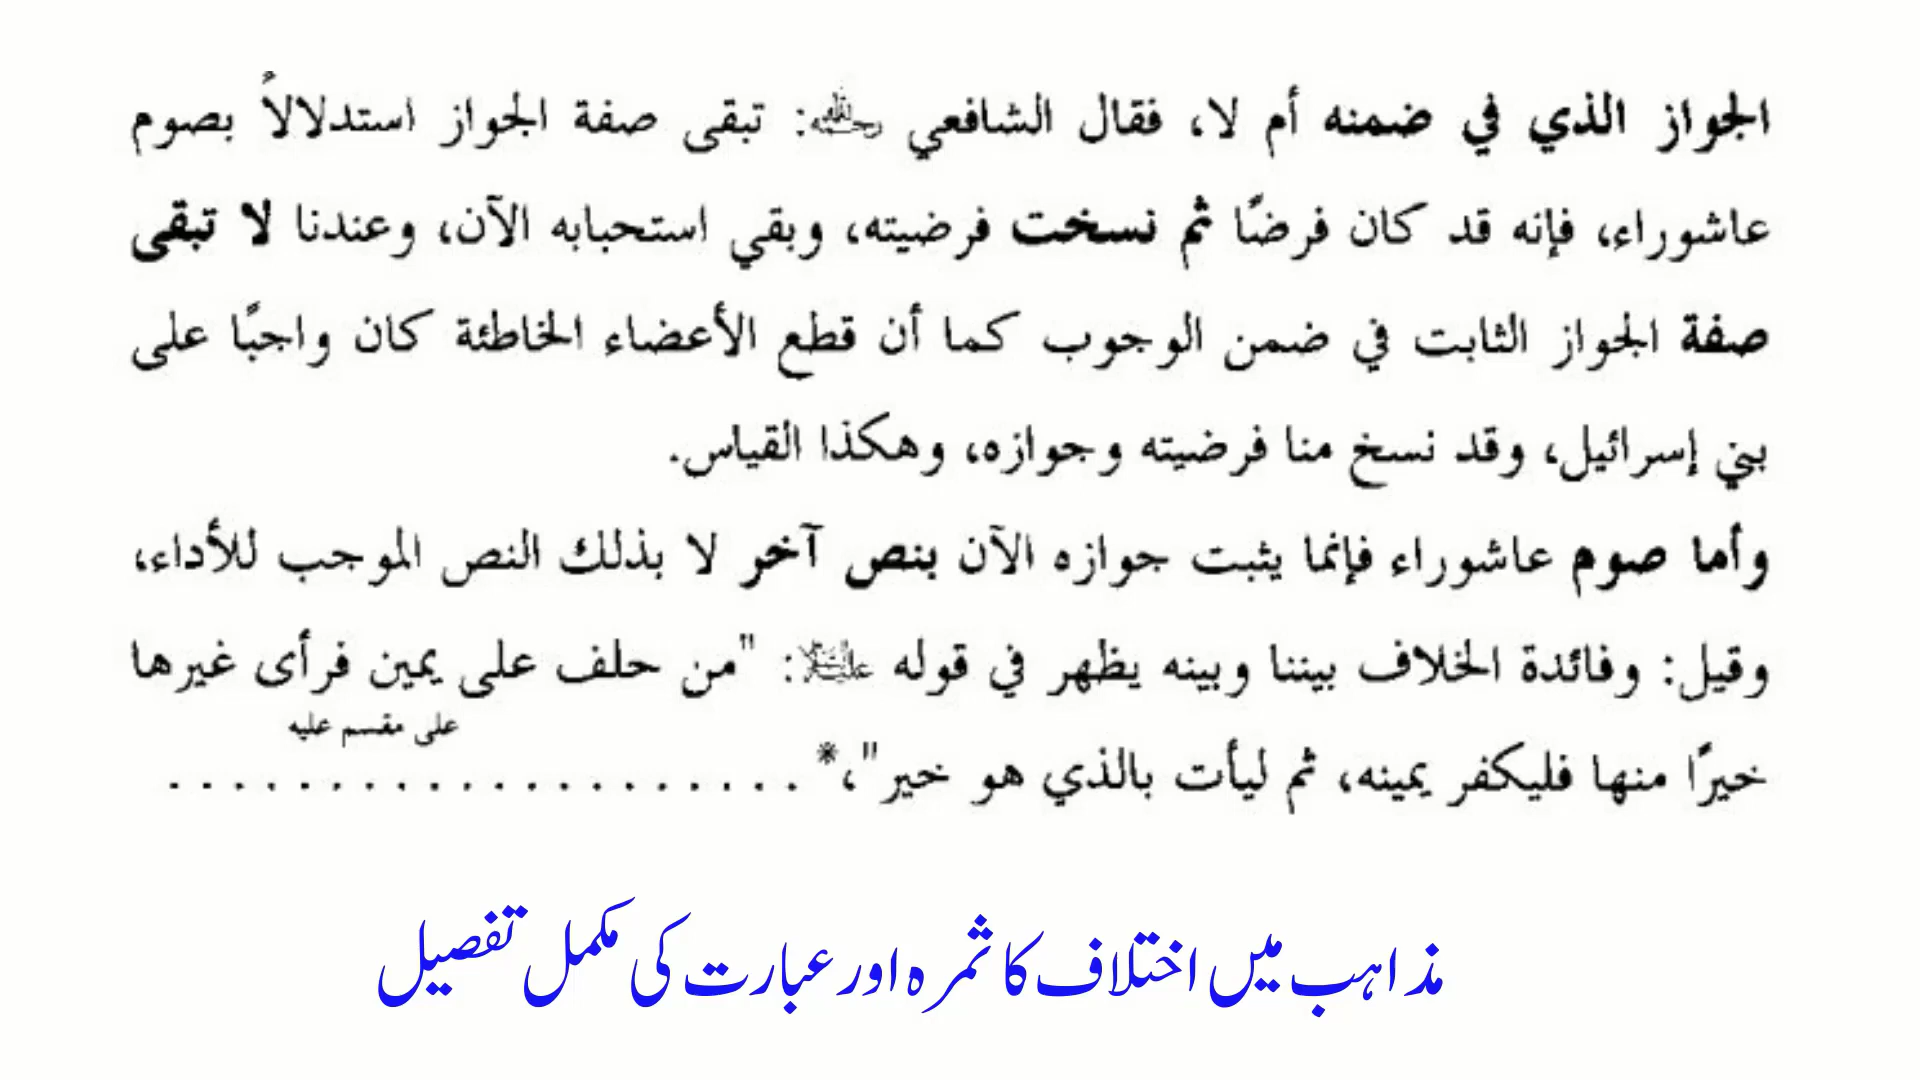 الجواز الذي في ضمنه أم لا، فقال الشافعي رحمه الله: تبقى صفة الجواز استدلالاً بصوم
عاشوراء، فإنه قد كان فرضًا ثم نسخت فرضيته، وبقي استحبابه الآن، وعندنا لا تبقى
صفة الجواز الثابت في ضمن الوجوب كما أن قطع الأعضاء الخاطئة كان واجبًا على
بني إسرائيل، وقد نسخ منا فرضيته وجوازه، وهكذا القياس.
وأما صوم عاشوراء فإنما يثبت جوازه الآن بنص آخر لا بذلك النص الموجب للأداء،
وقيل: وفائدة الخلاف بيننا وبينه يظهر في قوله عليه السلام: "من حلف على يمين فرأى غيرها
على مقسم عليه
خيرًا منها فليكفر يمينه، ثم ليأت بالذي هو خير"،* . . . . . . . . . . . . . . . . . . .
مذاہب میں اختلاف کا ثمرہ اور عبارت کی مکمل تفصیل